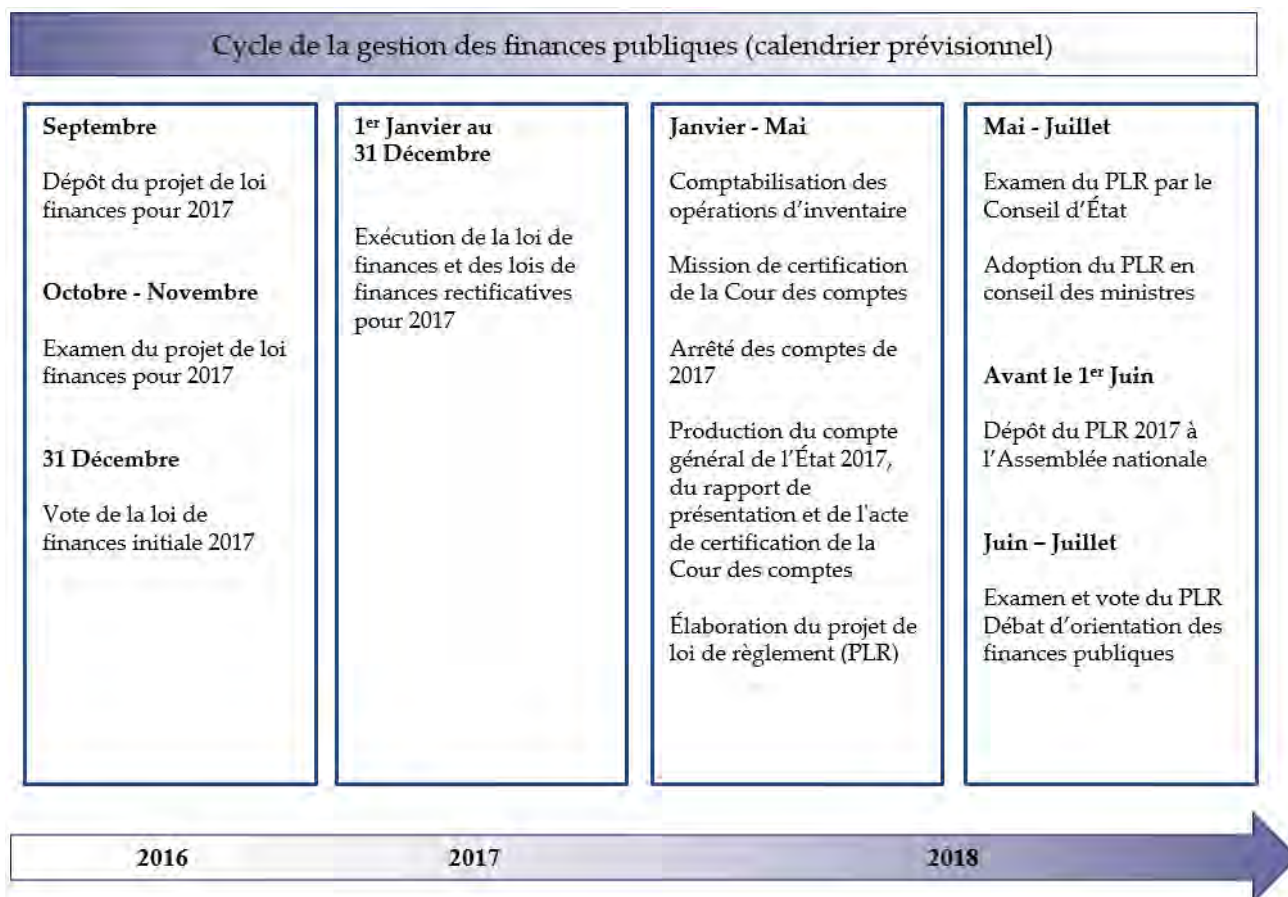 Cycle de la gestion des finances publiques (calendrier prévisionnel)
Septembre
Dépôt du projet de loi
finances pour 2017
Octobre - Novembre
Examen du projet de loi
finances pour 2017
31 Décembre
Vote de la loi de
finances initiale 2017
1er Janvier au
31 Décembre
Exécution de la loi de
finances et des lois de
finances rectificatives
pour 2017
Janvier - Mai
Comptabilisation des
opérations d'inventaire
Mission de certification
de la Cour des comptes
Arrêté des comptes de
2017
Production du compte
général de l'État 2017,
du rapport de
présentation et de l'acte
de certification de la
Cour des comptes
Élaboration du projet de
loi de règlement (PLR)
Mai - Juillet
Examen du PLR par le
Conseil d'État
Adoption du PLR en
conseil des ministres
Avant le 1er Juin
Dépôt du PLR 2017 à
l'Assemblée nationale
Juin – Juillet
Examen et vote du PLR
Débat d'orientation des
finances publiques
2016
2017
2018